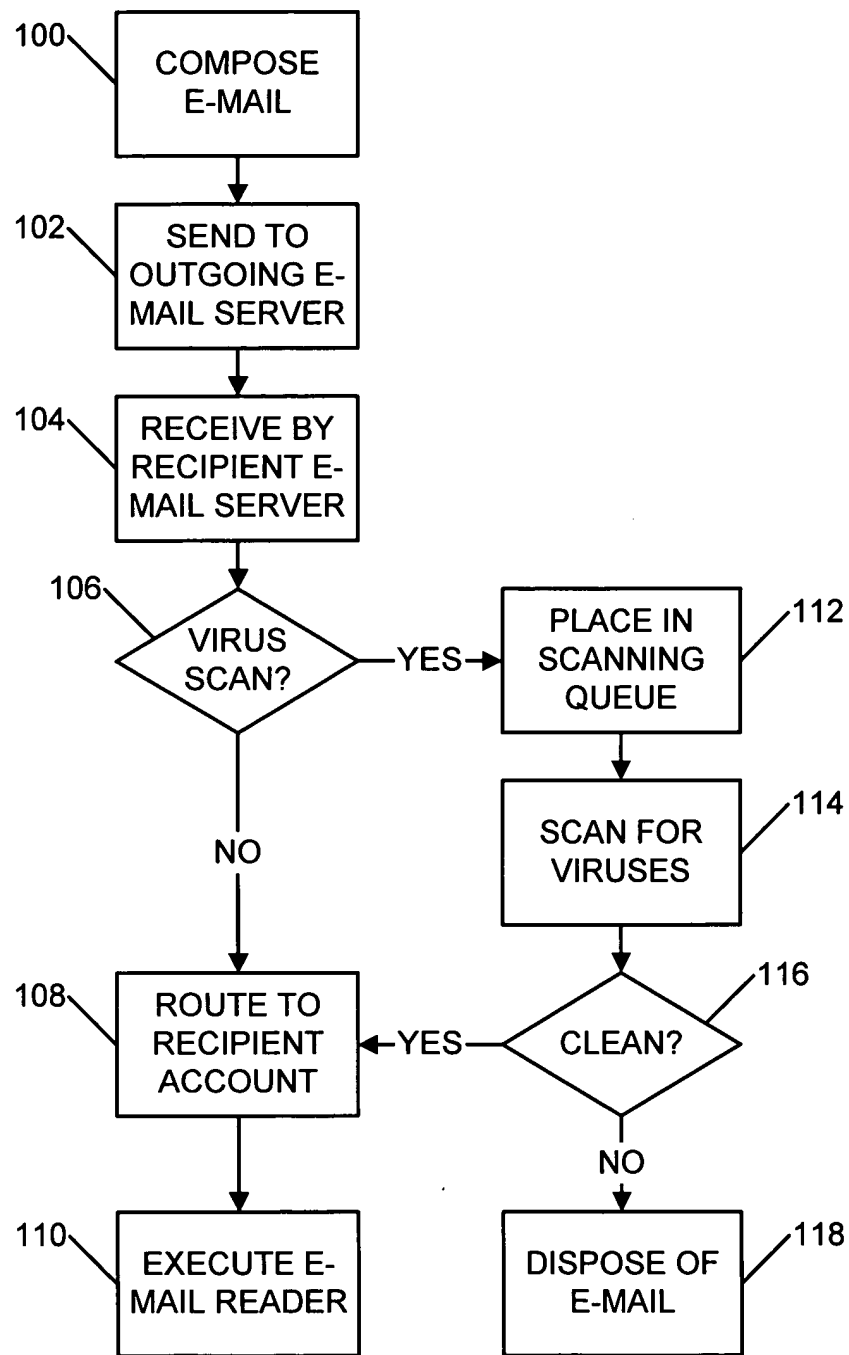 100
COMPOSE
E-MAIL
102
SEND TO
OUTGOING E-
MAIL SERVER
104
RECEIVE BY
RECIPIENT E-
MAIL SERVER
106
VIRUS
SCAN?
YES
PLACE IN
SCANNING
QUEUE
112
NO
SCAN FOR
VIRUSES
114
108
ROUTE TO
RECIPIENT
ACCOUNT
YES
CLEAN?
116
NO
110
EXECUTE E-
MAIL READER
DISPOSE OF
E-MAIL
118